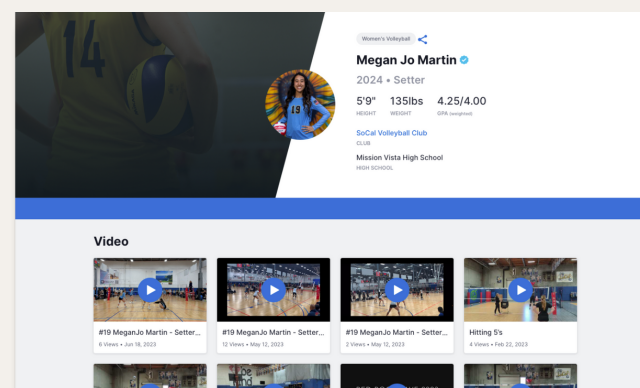 14
Women's Volleyball
Megan Jo Martin
2024 • Setter
5'9" 135lbs 4.25/4.00
HEIGHT WEIGHT GPA (weighted)
SoCal Volleyball Club
CLUB
Mission Vista High School
HIGH SCHOOL
19
Video
#19 MeganJo Martin - Setter...
6 Views • Jun 18, 2023
#19 MeganJo Martin - Setter...
12 Views • May 12, 2023
#19 MeganJo Martin - Setter...
2 Views • May 12, 2023
Hitting 5's
4 Views • Feb 22, 2023